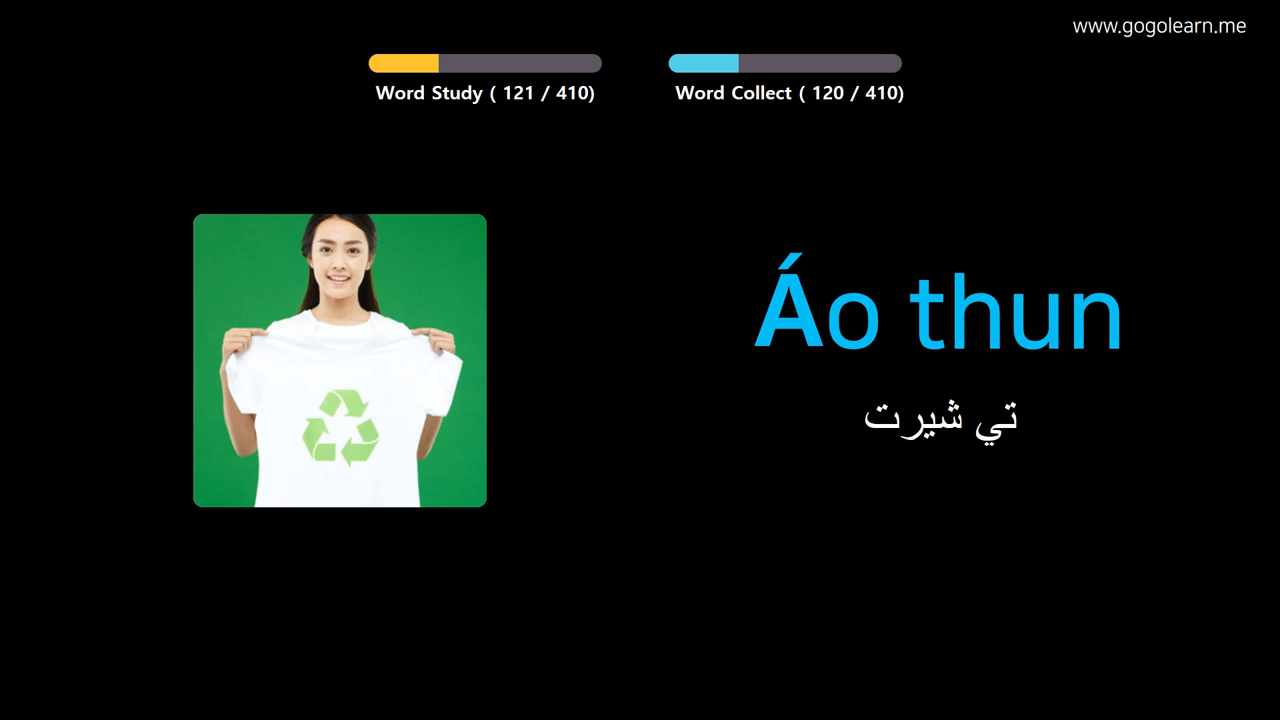 www.gogolearn.me
Word Study ( 121 / 410)
Word Collect ( 120 / 410)
Áo thun
تي شيرت